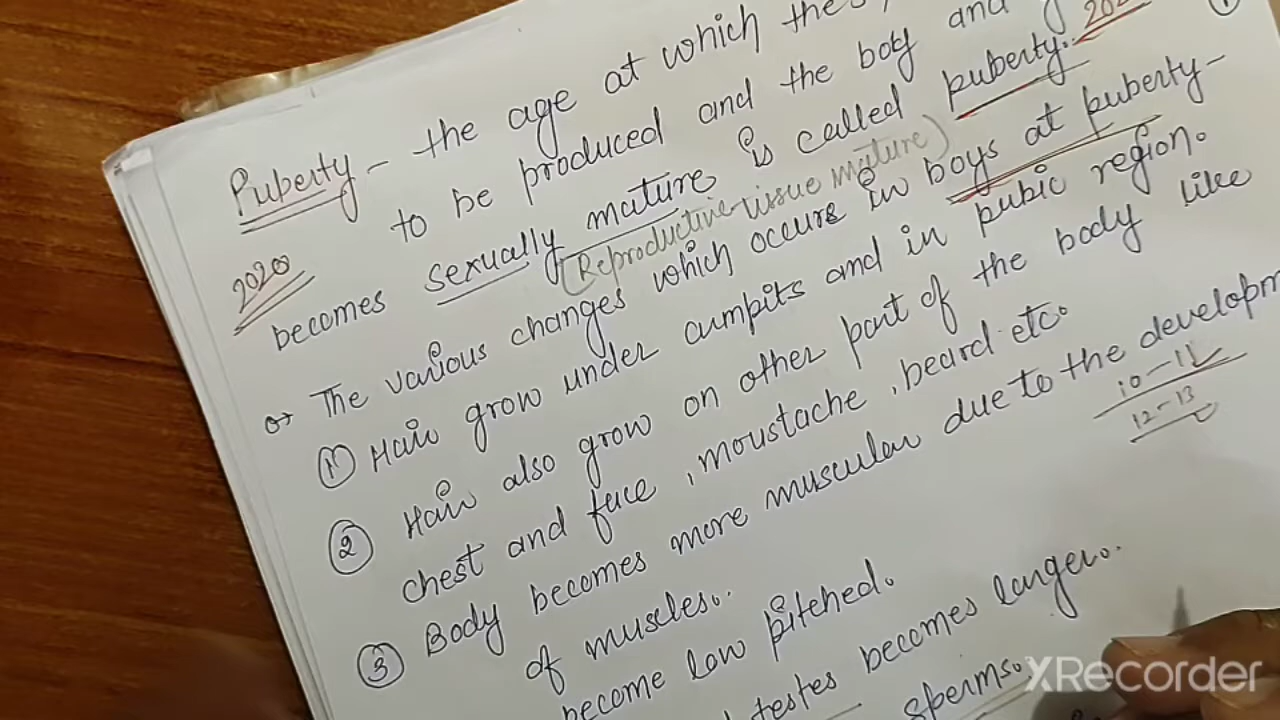 Puberty - the age at which the
to be produced and the body and
becomes sexually mature is called puberty.
2020
(Reproductive tissue mature)
→ The various changes which occurs in boys at puberty -
① Hair grow under armpits and in pubic region.
② Hair also grow on other part of the body like
chest and face, moustache, beard etc.
③ Body becomes more muscular due to the developm
of muscles.
10-11
12-13
become low pitched.
testes becomes larger.
sperms.
XRecorder